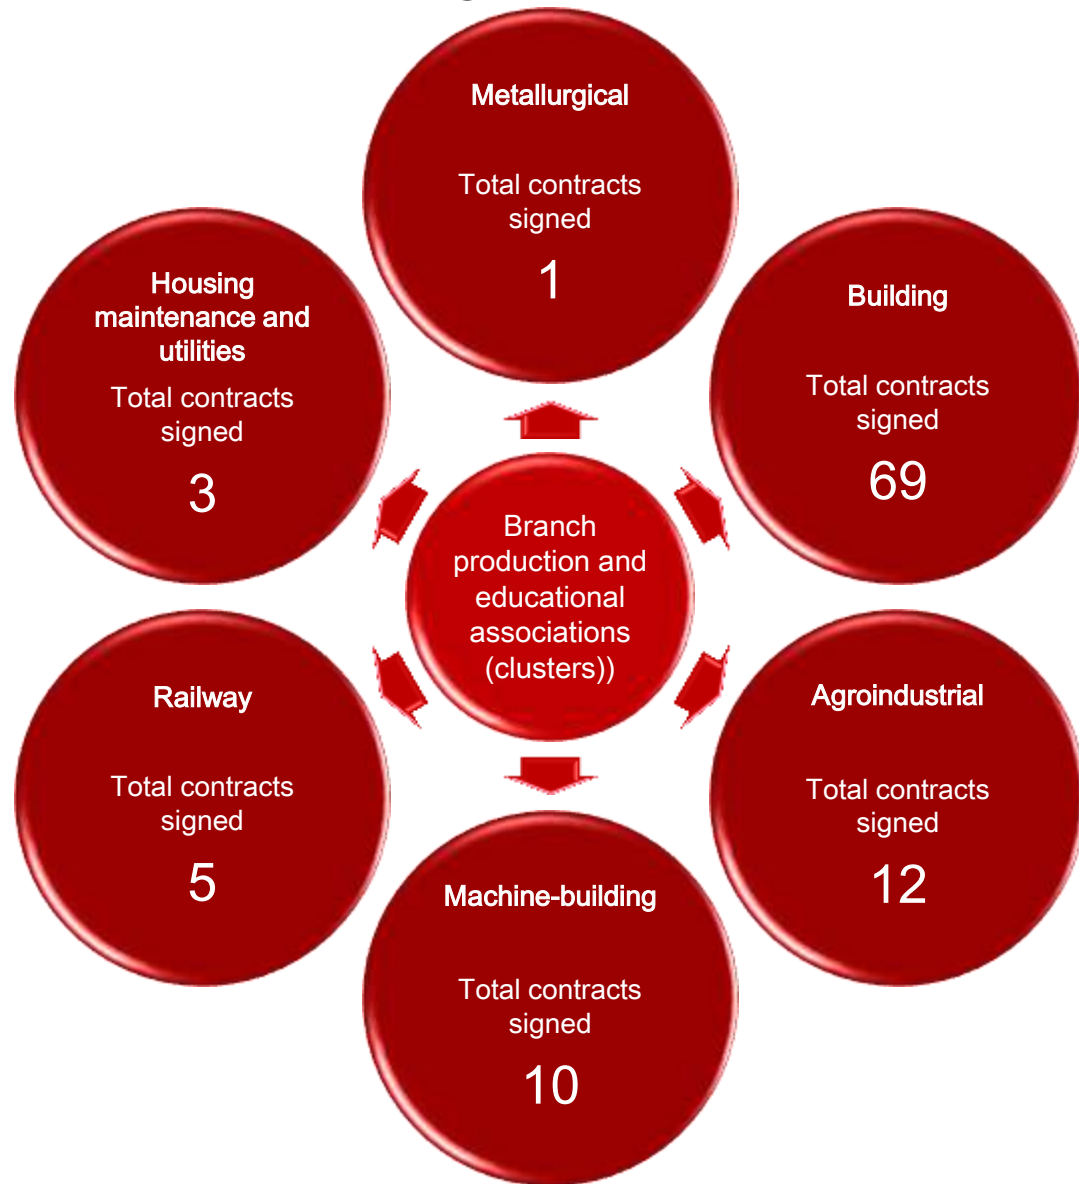 Metallurgical
Total contracts
signed
1
Building
Total contracts
signed
69
Agroindustrial
Total contracts
signed
12
Machine-building
Total contracts
signed
10
Railway
Total contracts
signed
5
Housing
maintenance and
utilities
Total contracts
signed
3
Branch
production and
educational
associations
(clusters))